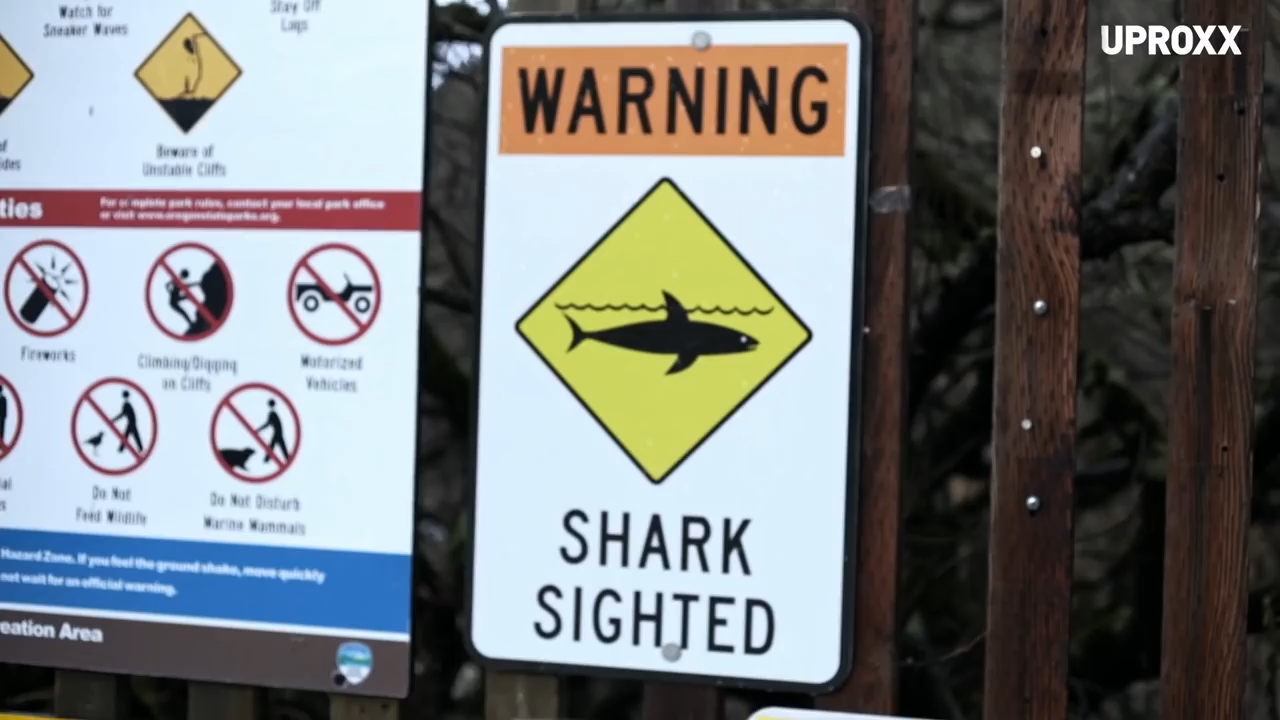 Watch for
Sneaker Waves
Stay Off
Logs
Beware of
Unstable Cliffs
ties
For complete park rules, contact your local park office
or visit www.oregonstateparks.org.
Fireworks
Climbing/Digging
on Cliffs
Motorized
Vehicles
Do Not
Feed Wildlife
Do Not Disturb
Marine Mammals
Hazard Zone. If you feel the ground shake, move quickly
not wait for an official warning.
eation Area
WARNING
SHARK
SIGHTED
UPROXX